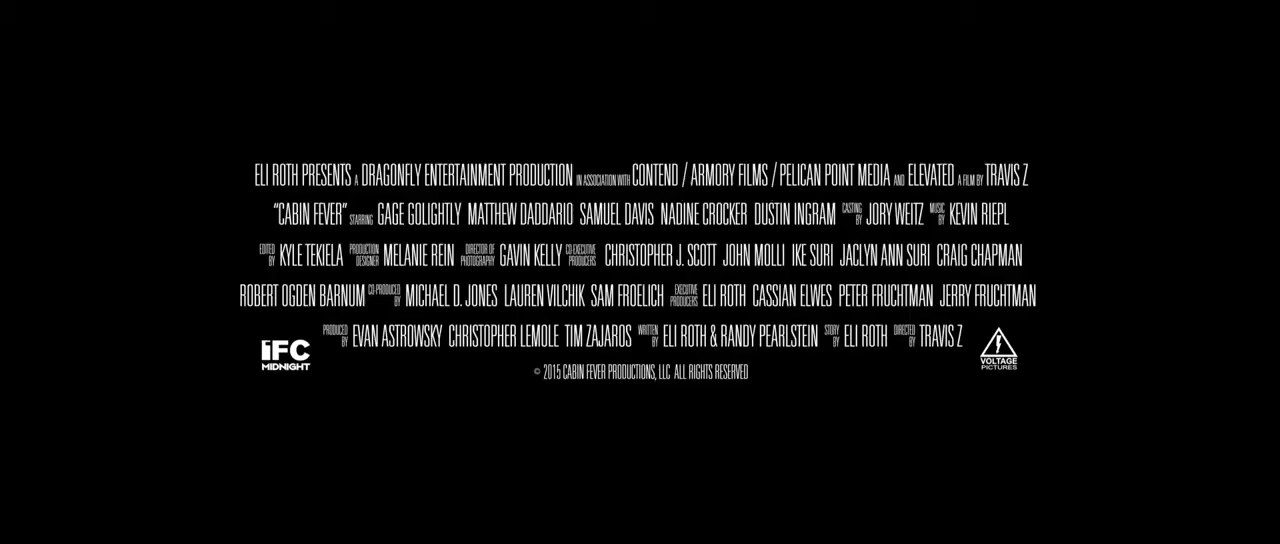 ELI ROTH PRESENTS A DRAGONFLY ENTERTAINMENT PRODUCTION IN ASSOCIATION WITH CONTEND / ARMORY FILMS / PELICAN POINT MEDIA AND ELEVATED A FILM BY TRAVIS Z
“CABIN FEVER” STARRING GAGE GOLIGHTLY MATTHEW DADDARIO SAMUEL DAVIS NADINE CROCKER DUSTIN INGRAM CASTING BY JORY WEITZ MUSIC BY KEVIN RIEPL
EDITED BY KYLE TEKIELA PRODUCTION DESIGNER MELANIE REIN DIRECTOR OF PHOTOGRAPHY GAVIN KELLY CO-EXECUTIVE PRODUCERS CHRISTOPHER J. SCOTT JOHN MOLLI IKE SURI JACLYN ANN SURI CRAIG CHAPMAN
ROBERT OGDEN BARNUM CO-PRODUCED BY MICHAEL D. JONES LAUREN VILCHIK SAM FROELICH EXECUTIVE PRODUCERS ELI ROTH CASSIAN ELWES PETER FRUCHTMAN JERRY FRUCHTMAN
PRODUCED BY EVAN ASTROWSKY CHRISTOPHER LEMOLE TIM ZAJAROS WRITTEN BY ELI ROTH & RANDY PEARLSTEIN STORY BY ELI ROTH DIRECTED BY TRAVIS Z
IFC
MIDNIGHT
VOLTAGE
PICTURES
© 2015 CABIN FEVER PRODUCTIONS, LLC ALL RIGHTS RESERVED